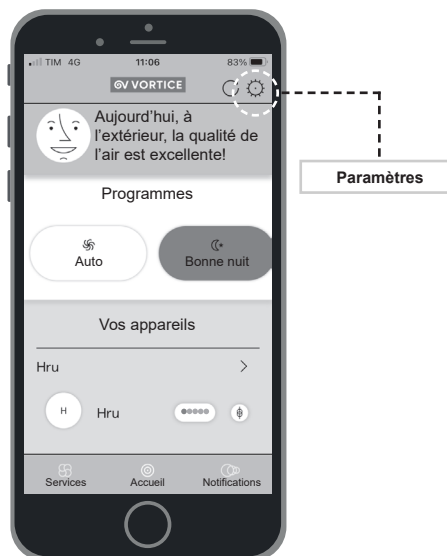 TIM 4G 11:06 83%
VORTICE
Aujourd'hui, à
l'extérieur, la qualité de
l'air est excellente!
Paramètres
Programmes
Auto
Bonne nuit
Vos appareils
Hru
H Hru
Services Accueil Notifications